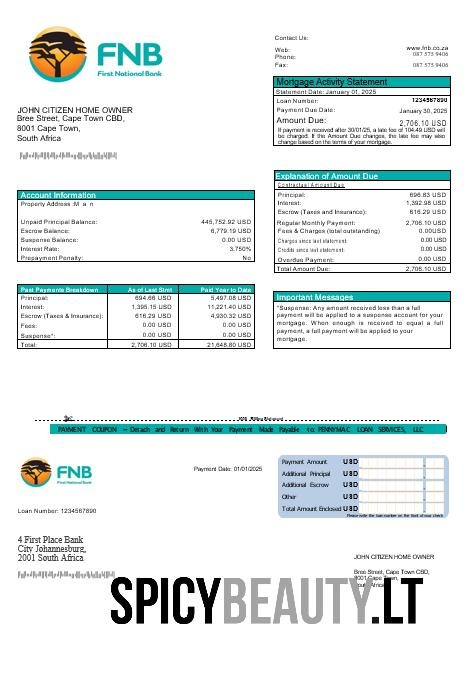 FNB
First National Bank
Contact Us:
Web: www.fnb.co.za
Phone: 087 575 9406
Fax: 087 575 9406
Mortgage Activity Statement
Statement Date: January 01, 2025
Loan Number: 1234567890
Payment Due Date: January 30, 2025
Amount Due: 2,706.10 USD
If payment is received after 30/01/25, a late fee of 104.49 USD will
be charged. If the Amount Due changes, the late fee may also
change based on the terms of your mortgage.
JOHN CITIZEN HOME OWNER
Bree Street, Cape Town CBD,
8001 Cape Town,
South Africa
Explanation of Amount Due
Contractual Amount Due
Principal: 696.83 USD
Interest: 1,392.98 USD
Escrow (Taxes and Insurance): 616.29 USD
Regular Monthly Payment: 2,706.10 USD
Fees & Charges (total outstanding) 0.00USD
Charges since last statement: 0.00 USD
Credits since last statement: 0.00 USD
Overdue Payment: 0.00 USD
Total Amount Due: 2,706.10 USD
Account Information
Property Address :M a n
Unpaid Principal Balance: 445,752.92 USD
Escrow Balance: 6,779.19 USD
Suspense Balance: 0.00 USD
Interest Rate: 3.750%
Prepayment Penalty: No
Past Payments Breakdown As of Last Stmt Paid Year to Date
Principal: 694.66 USD 5,497.08 USD
Interest: 1,395.15 USD 11,221.40 USD
Escrow (Taxes & Insurance): 616.29 USD 4,930.32 USD
Fees: 0.00 USD 0.00 USD
Suspense*: 0.00 USD 0.00 USD
Total: 2,706.10 USD 21,648.80 USD
Important Messages
*Suspense: Any amount received less than a full
payment will be applied to a suspense account for your
mortgage. When enough is received to equal a full
payment, a full payment will be applied to your
mortgage.
PAYMENT COUPON – Detach and Return With Your Payment Made Payable to: PENNYMAC LOAN SERVICES, LLC
FNB
First National Bank
Payment Date: 01/01/2025
Payment Amount USD
Additional Principal USD
Additional Escrow USD
Other USD
Total Amount Enclosed USD
Please write the loan number on the front of your check
Loan Number: 1234567890
4 First Place Bank
City Johannesburg,
2001 South Africa
JOHN CITIZEN HOME OWNER
Bree Street, Cape Town CBD,
8001 Cape Town,
South Africa
SPICYBEAUTY.LT